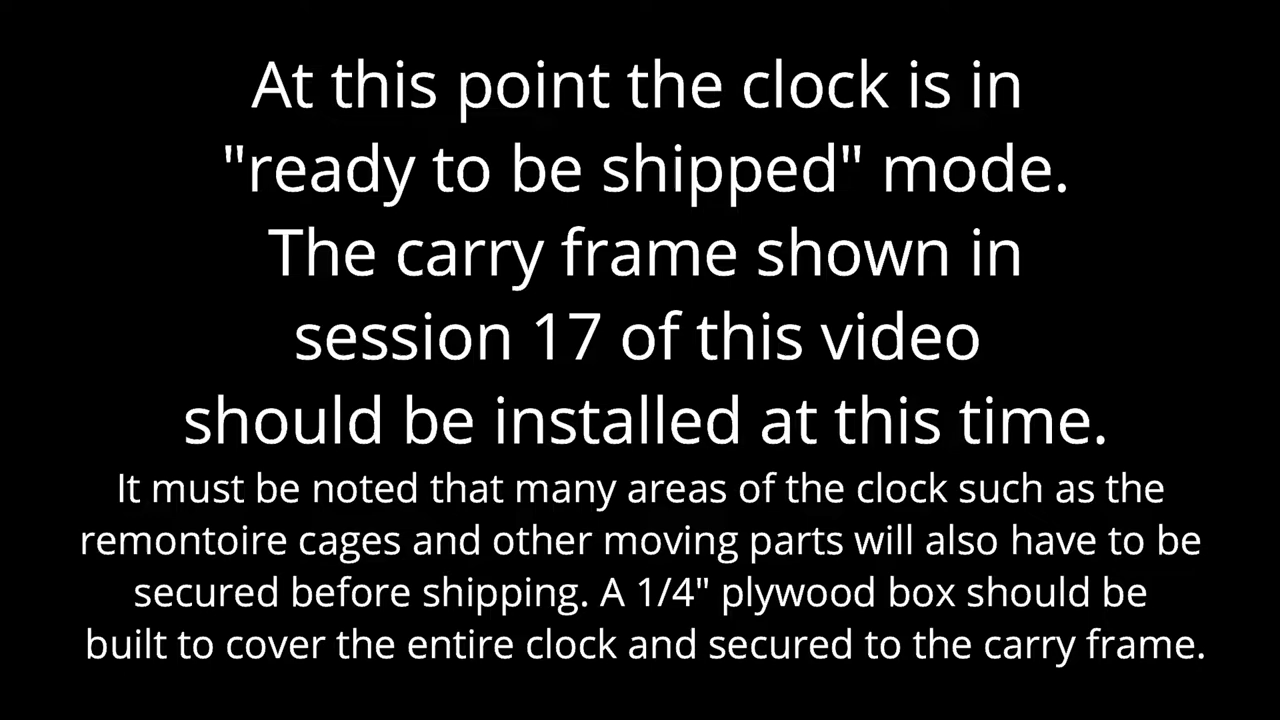 At this point the clock is in
"ready to be shipped" mode.
The carry frame shown in
session 17 of this video
should be installed at this time.
It must be noted that many areas of the clock such as the
remontoire cages and other moving parts will also have to be
secured before shipping. A 1/4" plywood box should be
built to cover the entire clock and secured to the carry frame.